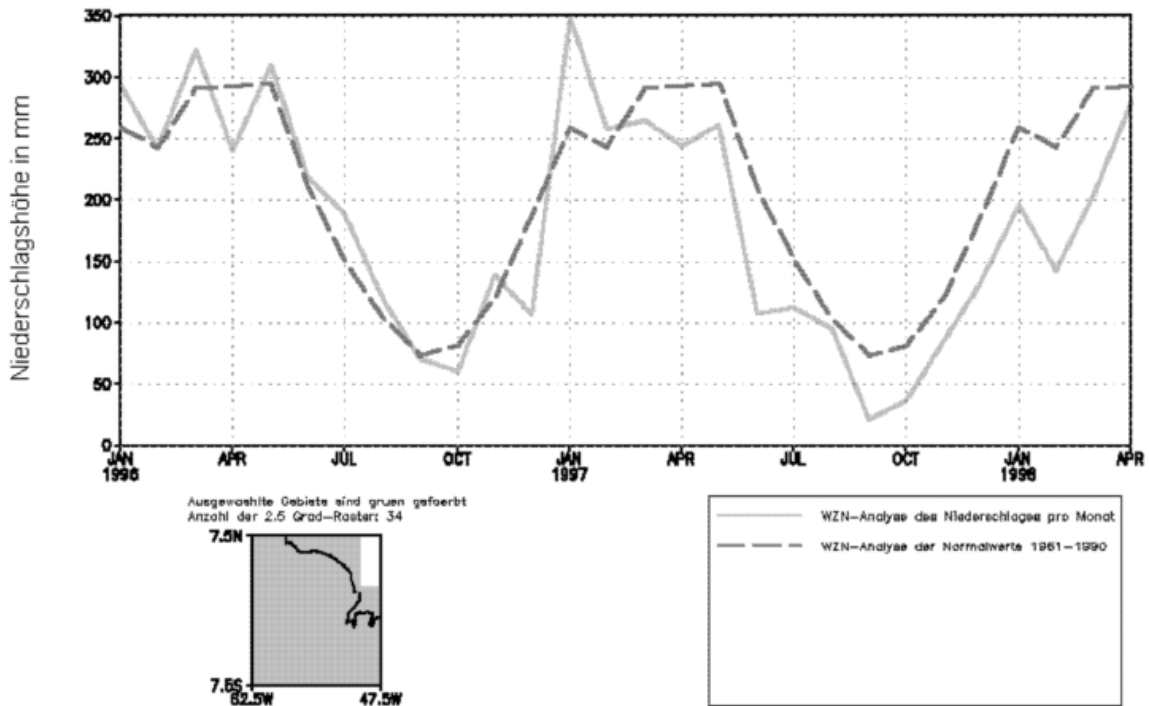 Niederschlagshöhe in mm
350
300
250
200
150
100
50
0
JAN APR JUL OCT JAN APR JUL OCT JAN APR
1996 1997 1998
Ausgewaehlte Gebiete sind gruen gefaerbt
Anzahl der 2.5 Grad-Raster: 34
7.5N
7.5S
62.5W 47.5W
WZN-Analyse des Niederschlages pro Monat
WZN-Analyse der Normalwerte 1961-1990